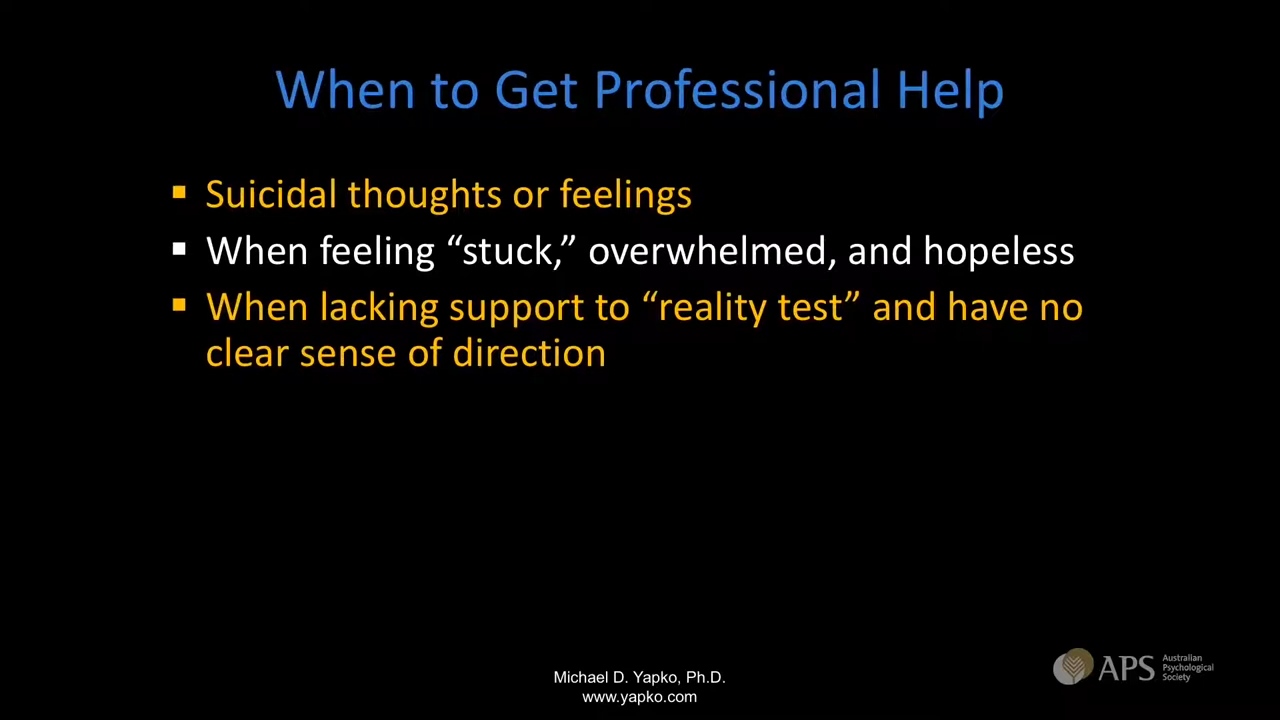 When to Get Professional Help
▪ Suicidal thoughts or feelings
▪ When feeling “stuck,” overwhelmed, and hopeless
▪ When lacking support to “reality test” and have no
clear sense of direction
Michael D. Yapko, Ph.D.
www.yapko.com
APS
Australian
Psychological
Society